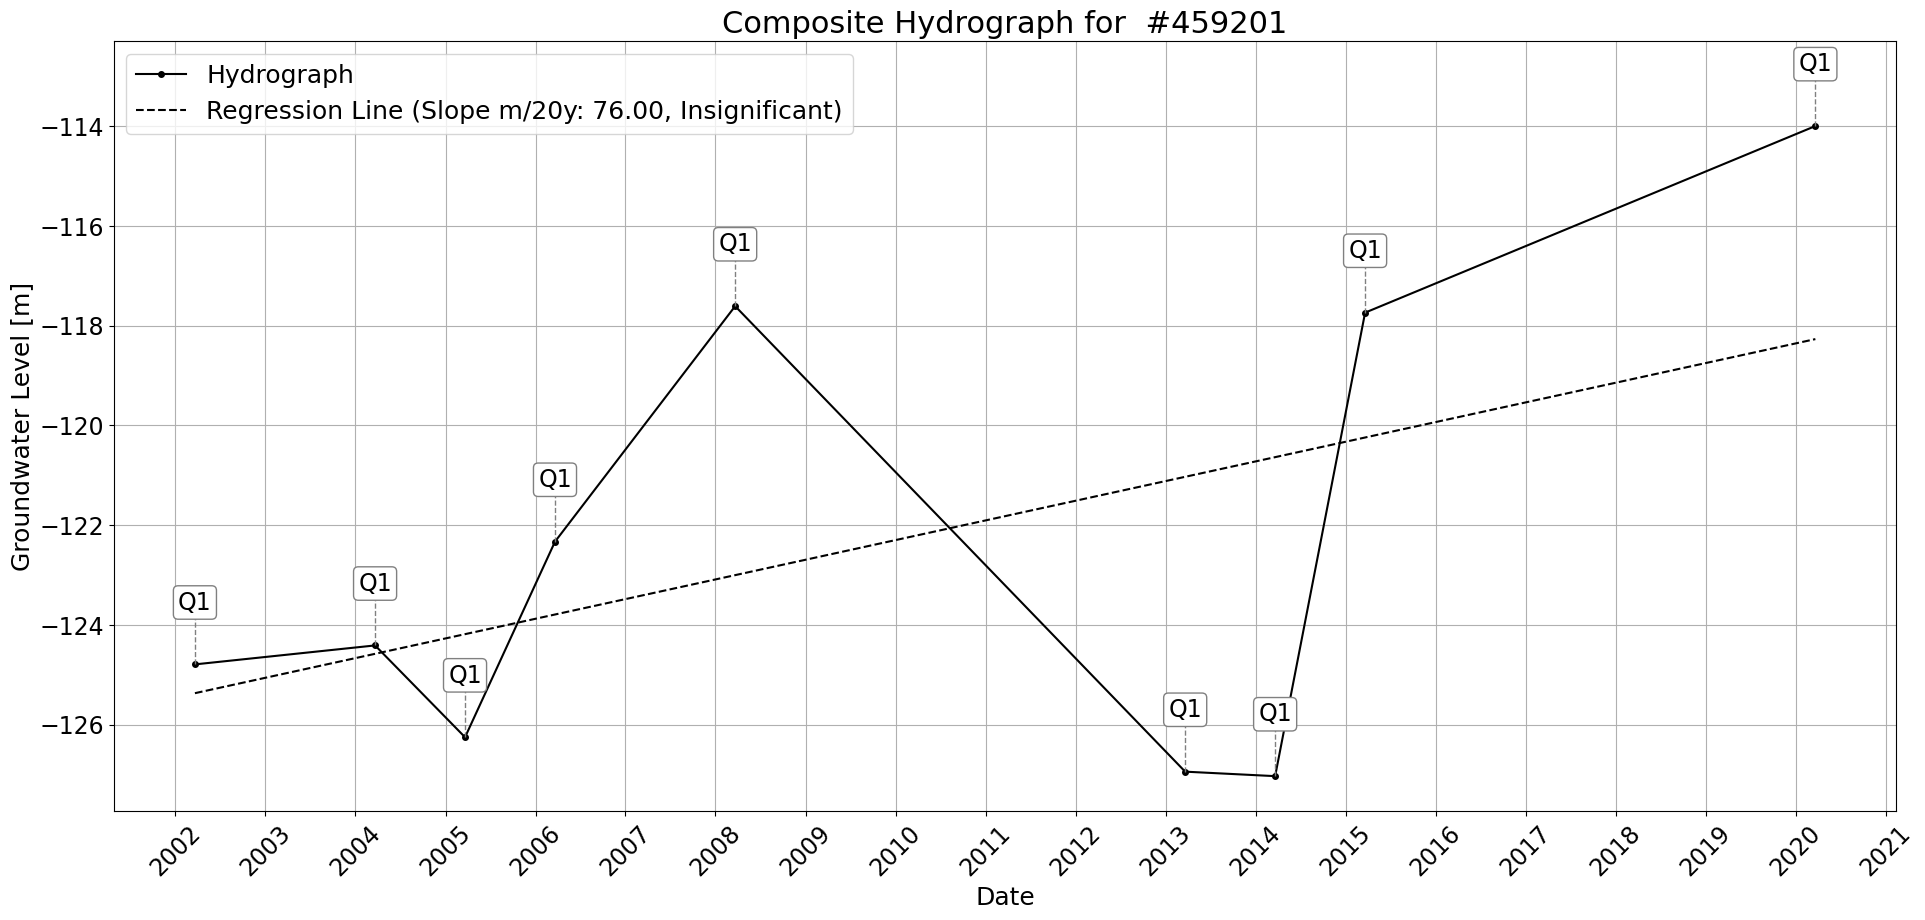 Composite Hydrograph for  #459201
Hydrograph
Regression Line (Slope m/20y: 76.00, Insignificant)
Groundwater Level [m]
−114
−116
−118
−120
−122
−124
−126
Q1
Q1
Q1
Q1
Q1
Q1
Q1
Q1
Q1
2002
2003
2004
2005
2006
2007
2008
2009
2010
2011
2012
2013
2014
2015
2016
2017
2018
2019
2020
2021
Date